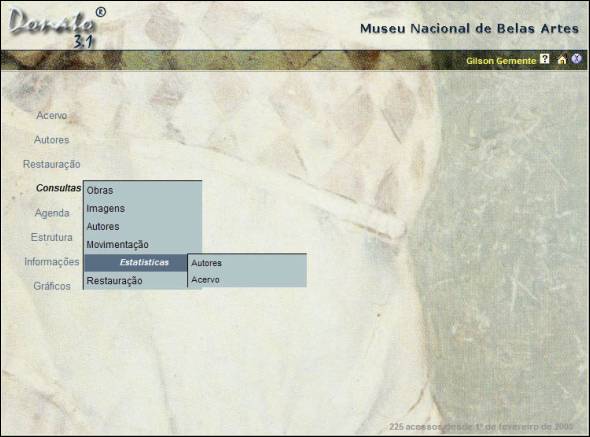 Donato®
3.1
Museu Nacional de Belas Artes
Gilson Gemente ? X
Acervo
Autores
Restauração
Consultas
Obras
Imagens
Autores
Movimentação
Estatísticas
Autores
Acervo
Restauração
Agenda
Estrutura
Informações
Gráficos
225 acessos desde 1º de fevereiro de